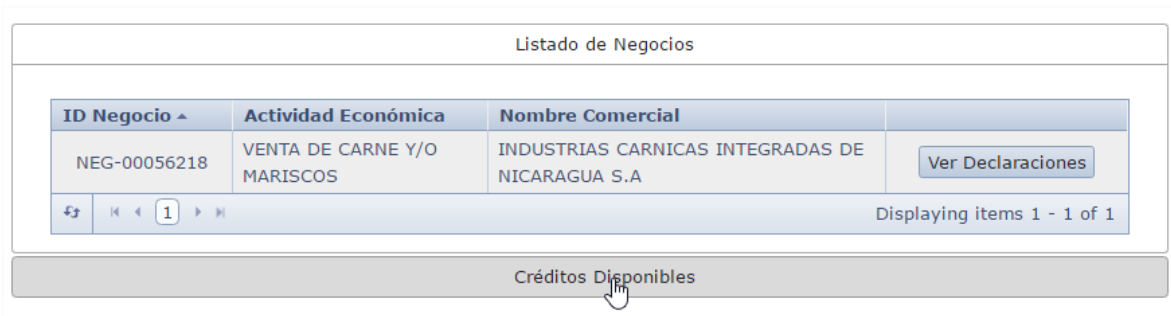 Listado de Negocios
ID Negocio Actividad Económica Nombre Comercial
NEG-00056218 VENTA DE CARNE Y/O MARISCOS INDUSTRIAS CARNICAS INTEGRADAS DE NICARAGUA S.A Ver Declaraciones
1 Displaying items 1 - 1 of 1
Créditos Disponibles